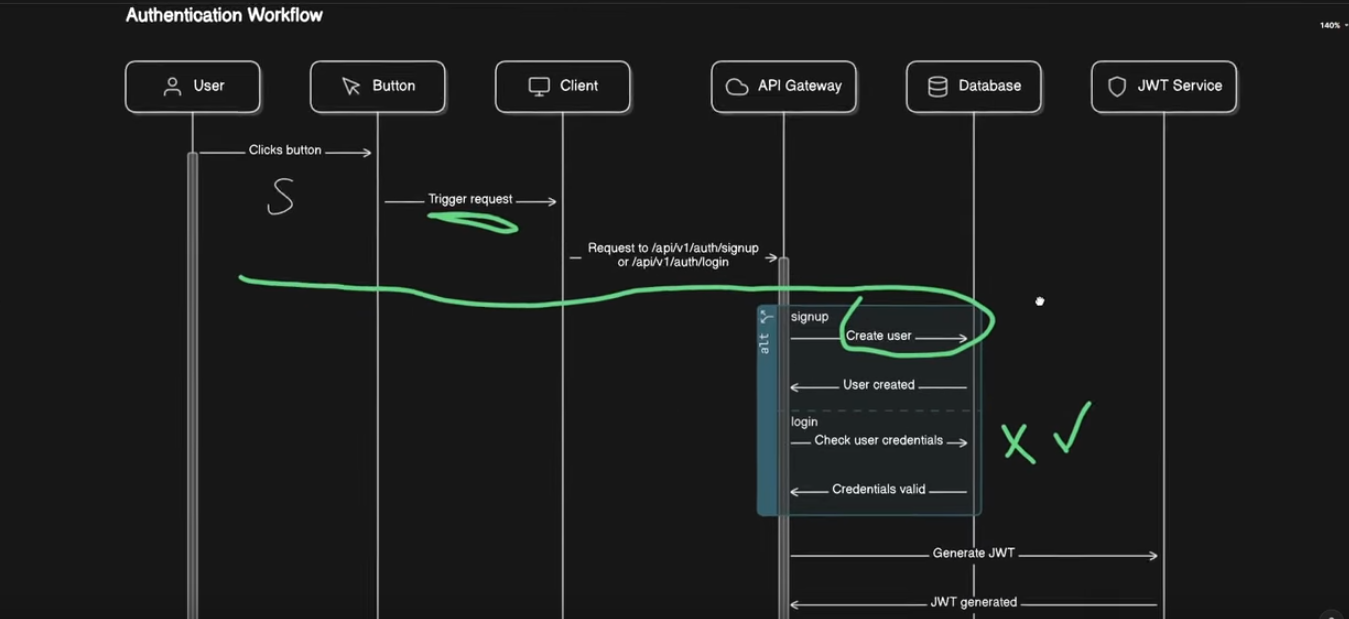 Authentication Workflow
140%
User
Button
Client
API Gateway
Database
JWT Service
Clicks button
S
Trigger request
Request to /api/v1/auth/signup
or /api/v1/auth/login
signup
alt
Create user
User created
login
Check user credentials
X ✓
Credentials valid
Generate JWT
JWT generated